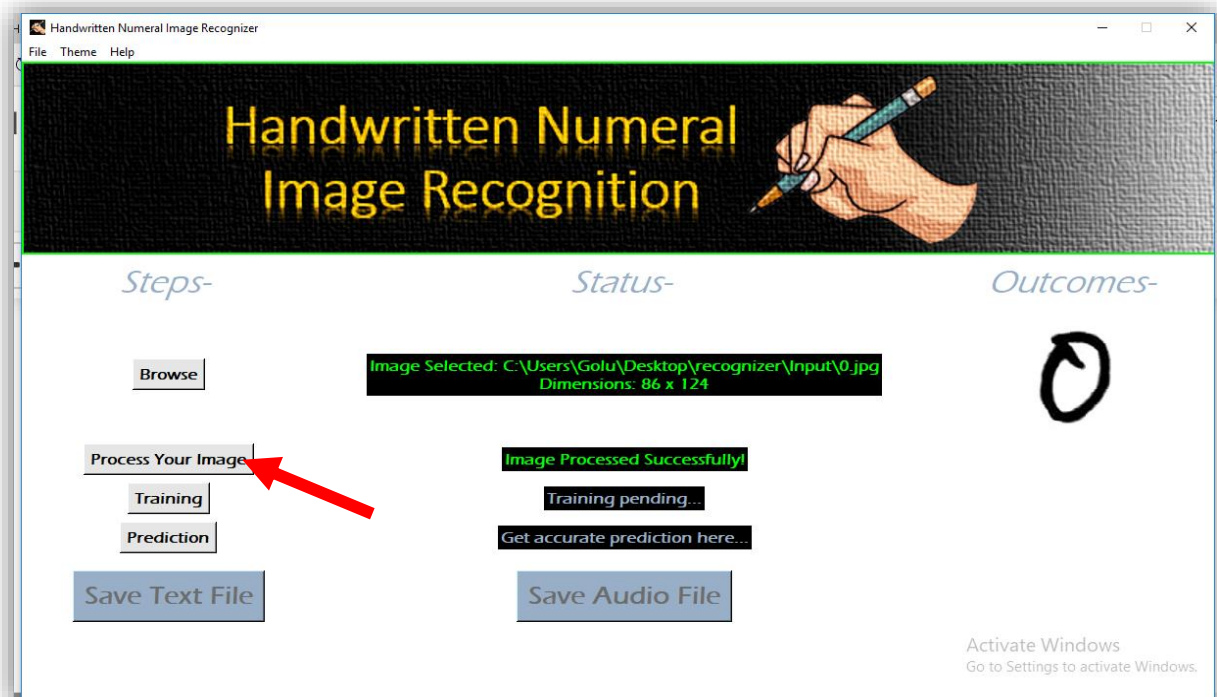 Handwritten Numeral Image Recognizer
File Theme Help
Handwritten Numeral
Image Recognition
Steps-
Status-
Outcomes-
Browse
Image Selected: C:\Users\Golu\Desktop\recognizer\Input\0.jpg
Dimensions: 86 x 124
0
Process Your Image
Image Processed Successfully!
Training
Training pending...
Prediction
Get accurate prediction here...
Save Text File
Save Audio File
Activate Windows
Go to Settings to activate Windows.